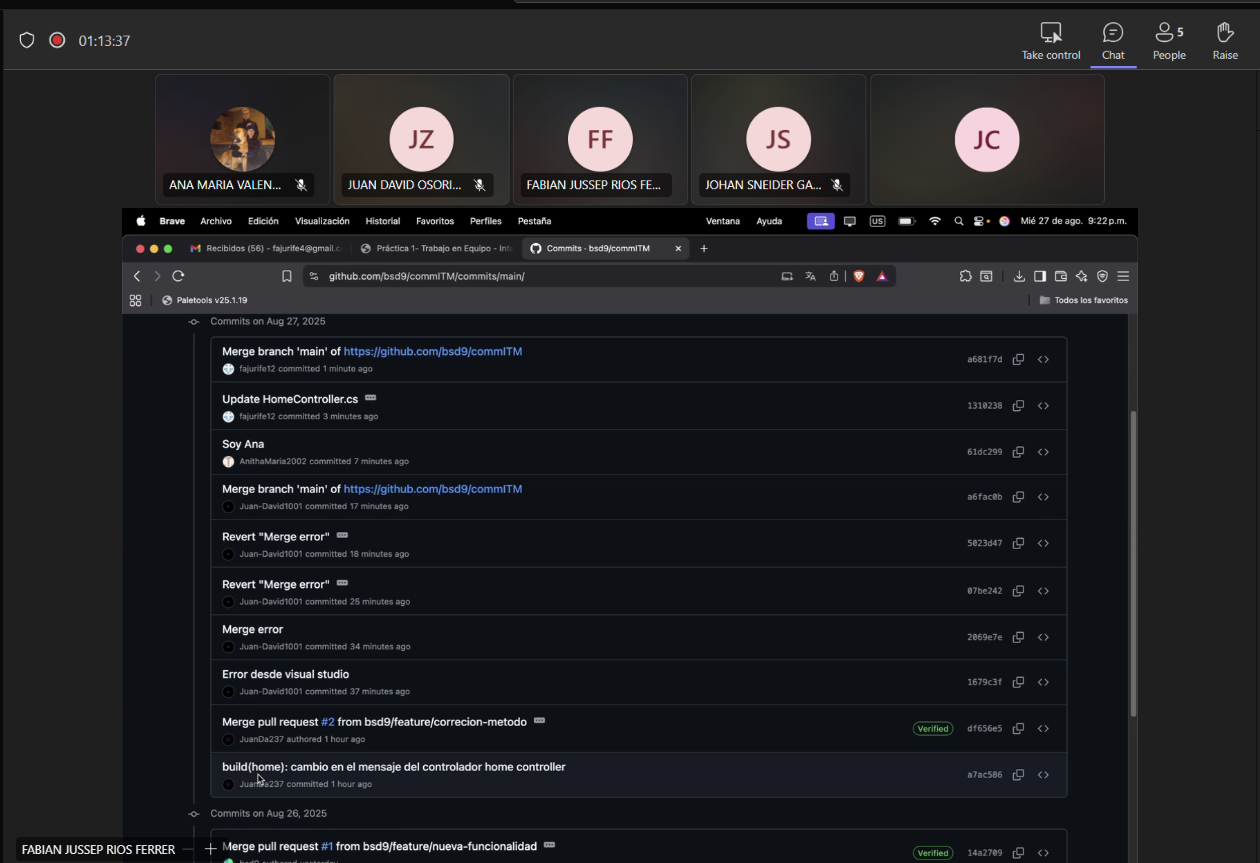 01:13:37
Take control
Chat
5
People
Raise
JZ
FF
JS
JC
ANA MARIA VALEN...
JUAN DAVID OSORI...
FABIAN JUSSEP RIOS FE...
JOHAN SNEIDER GA...
Brave Archivo Edición Visualización Historial Favoritos Perfiles Pestaña Ventana Ayuda US Mié 27 de ago. 9:22 p.m.
Recibidos (56) - fajurife4@gmail.c
Práctica 1- Trabajo en Equipo - Int
Commits · bsd9/commITM
github.com/bsd9/commITM/commits/main/
Paletools v25.1.19
Todos los favoritos
Commits on Aug 27, 2025
Merge branch 'main' of https://github.com/bsd9/commITM
fajurife12 committed 1 minute ago
a681f7d
Update HomeController.cs
fajurife12 committed 3 minutes ago
1310238
Soy Ana
AnithaMaria2002 committed 7 minutes ago
61dc299
Merge branch 'main' of https://github.com/bsd9/commITM
Juan-David1001 committed 17 minutes ago
a6fac0b
Revert "Merge error"
Juan-David1001 committed 18 minutes ago
5023d47
Revert "Merge error"
Juan-David1001 committed 25 minutes ago
07be242
Merge error
Juan-David1001 committed 34 minutes ago
2069e7e
Error desde visual studio
Juan-David1001 committed 37 minutes ago
1679c3f
Merge pull request #2 from bsd9/feature/correcion-metodo
JuanDa237 authored 1 hour ago
Verified
df656e5
build(home): cambio en el mensaje del controlador home controller
JuanDa237 committed 1 hour ago
a7ac586
Commits on Aug 26, 2025
Merge pull request #1 from bsd9/feature/nueva-funcionalidad
bsd9 authored yesterday
Verified
14a2709
FABIAN JUSSEP RIOS FERRER